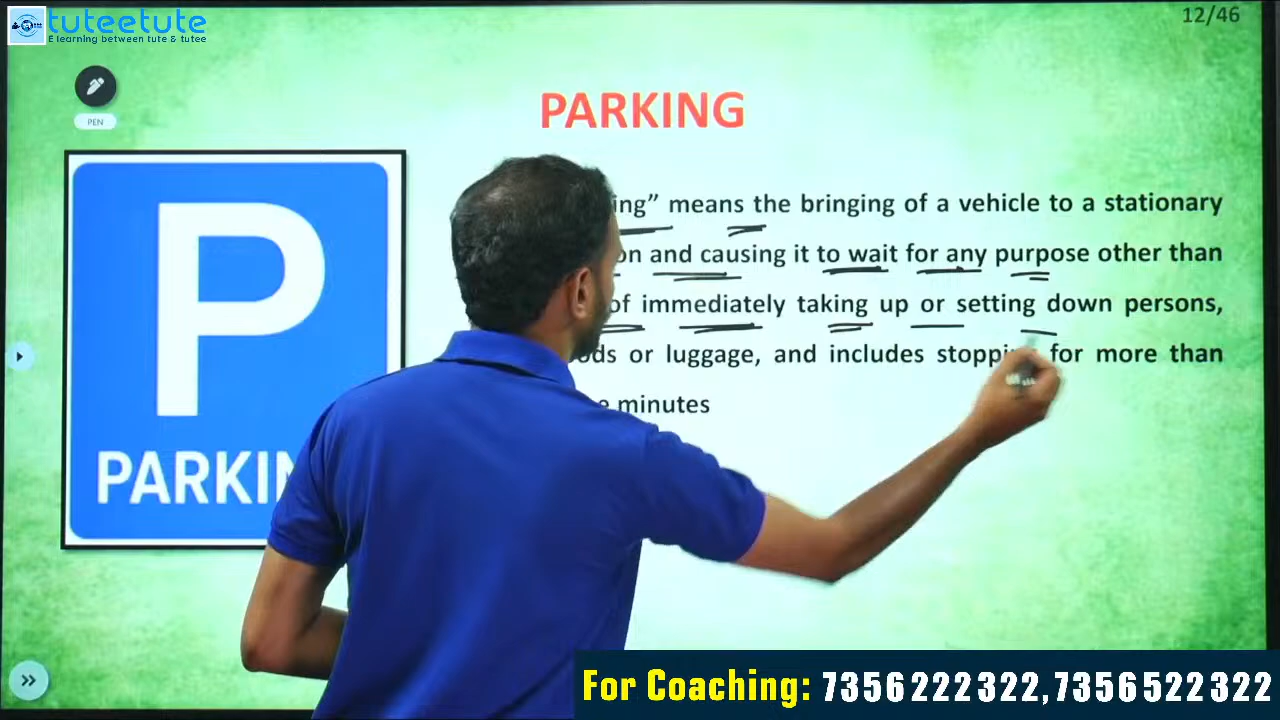 tuteetute
E learning between tute & tutee
12/46
PEN
PARKING
ing” means the bringing of a vehicle to a stationary
on and causing it to wait for any purpose other than
of immediately taking up or setting down persons,
ods or luggage, and includes stopping for more than
e minutes
P
PARKIN
For Coaching: 7356222322,7356522322